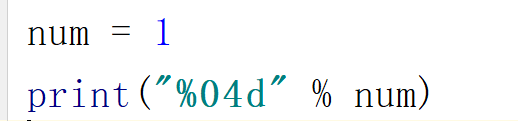 num = 1
print("%04d" % num)